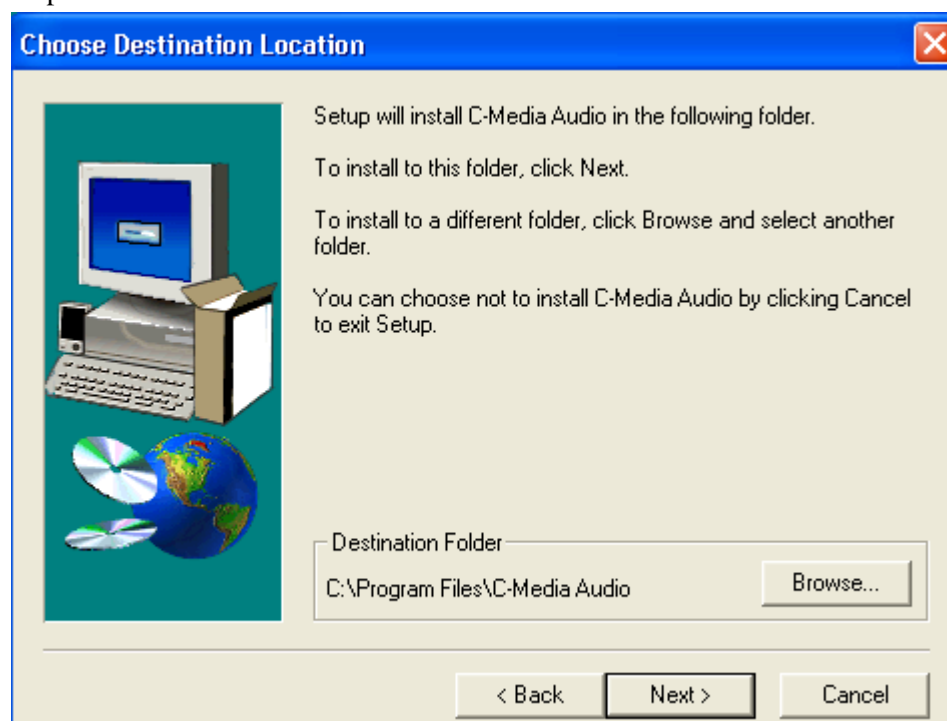 Choose Destination Location
Setup will install C-Media Audio in the following folder.
To install to this folder, click Next.
To install to a different folder, click Browse and select another
folder.
You can choose not to install C-Media Audio by clicking Cancel
to exit Setup.
Destination Folder
C:\Program Files\C-Media Audio
Browse...
< Back
Next >
Cancel